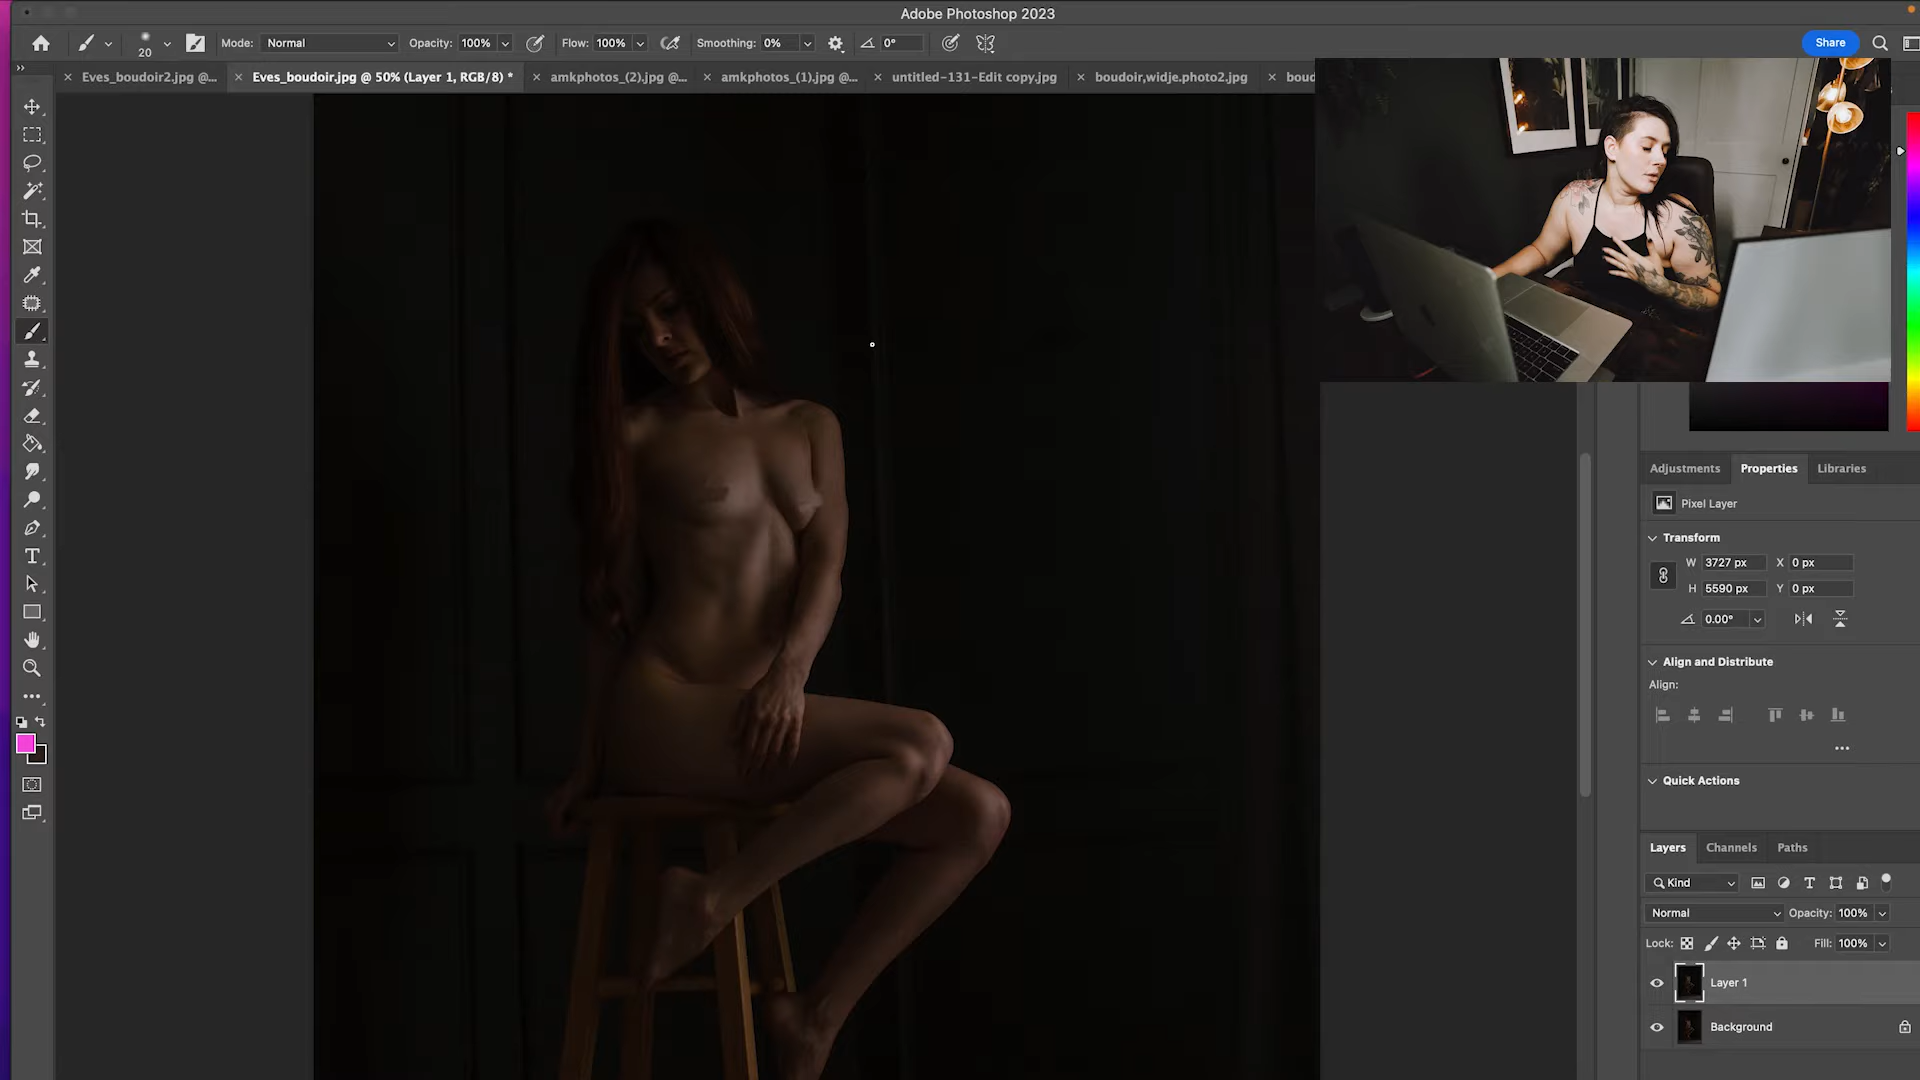 Adobe Photoshop 2023
20
Mode: Normal
Opacity: 100%
Flow: 100%
Smoothing: 0%
0°
Share
Eves_boudoir2.jpg @...
Eves_boudoir.jpg @ 50% (Layer 1, RGB/8) *
amkphotos_(2).jpg @...
amkphotos_(1).jpg @...
untitled-131-Edit copy.jpg
boudoir,widje.photo2.jpg
boud
Adjustments Properties Libraries
Pixel Layer
Transform
W 3727 px X 0 px
H 5590 px Y 0 px
0.00°
Align and Distribute
Align:
Quick Actions
Layers Channels Paths
Kind
Normal Opacity: 100%
Lock: Fill: 100%
Layer 1
Background